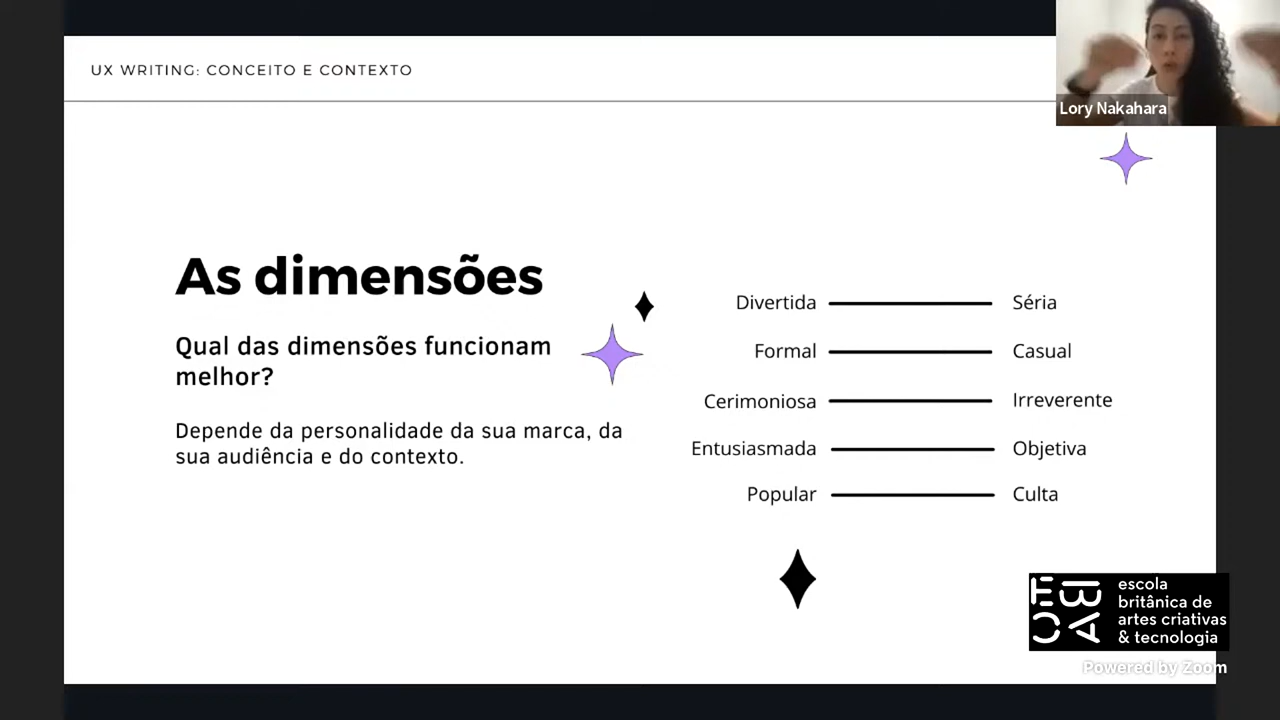 UX WRITING: CONCEITO E CONTEXTO
Lory Nakahara
As dimensões
Qual das dimensões funcionam
melhor?
Depende da personalidade da sua marca, da
sua audiência e do contexto.
Divertida Séria
Formal Casual
Cerimoniosa Irreverente
Entusiasmada Objetiva
Popular Culta
EBAC
escola
britânica de
artes criativas
& tecnologia
Powered by Zoom